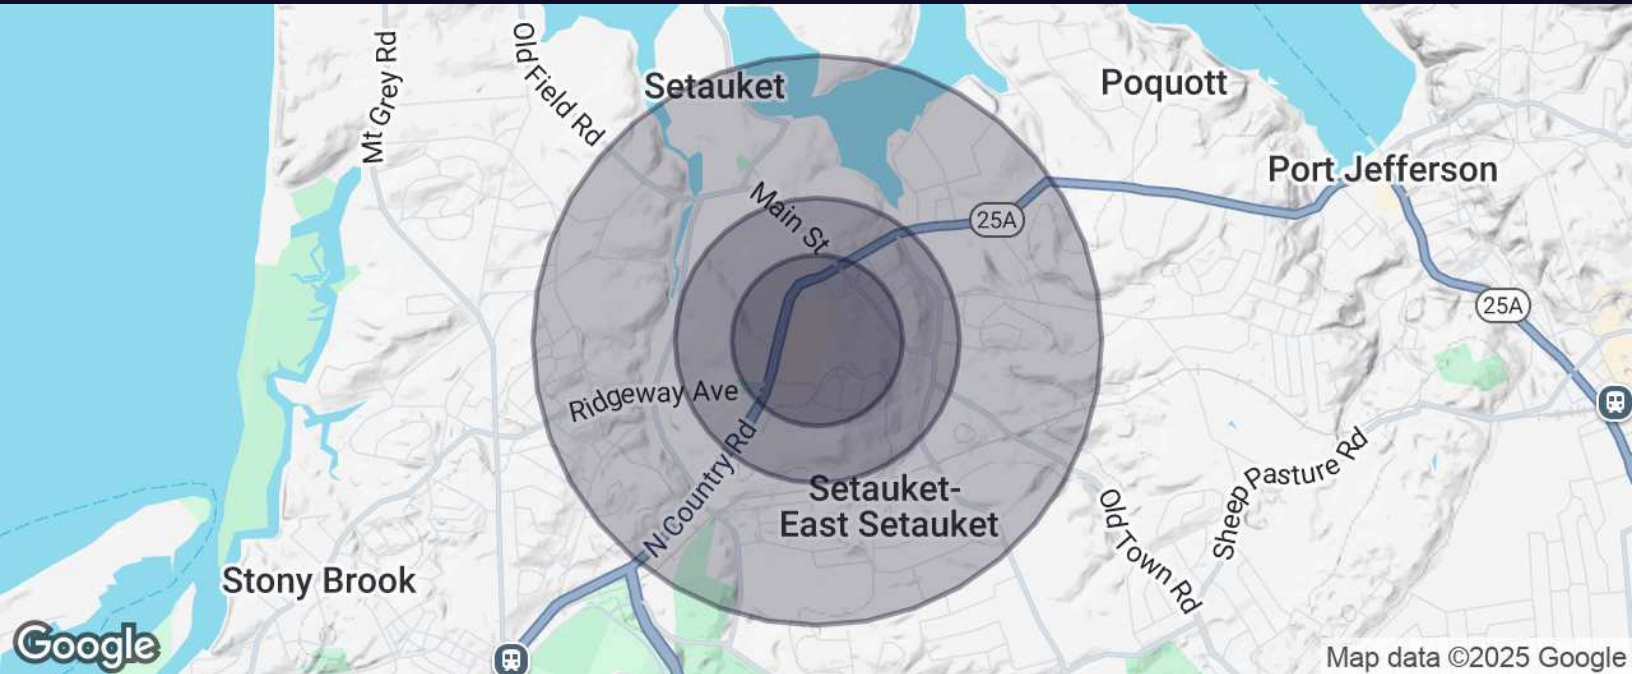 Mt Grey Rd
Old Field Rd
Setauket
Poquott
Port Jefferson
Main St
25A
25A
Ridgeway Ave
N Country Rd
Setauket-
East Setauket
Sheep Pasture Rd
Old Town Rd
Stony Brook
Google
Map data ©2025 Google